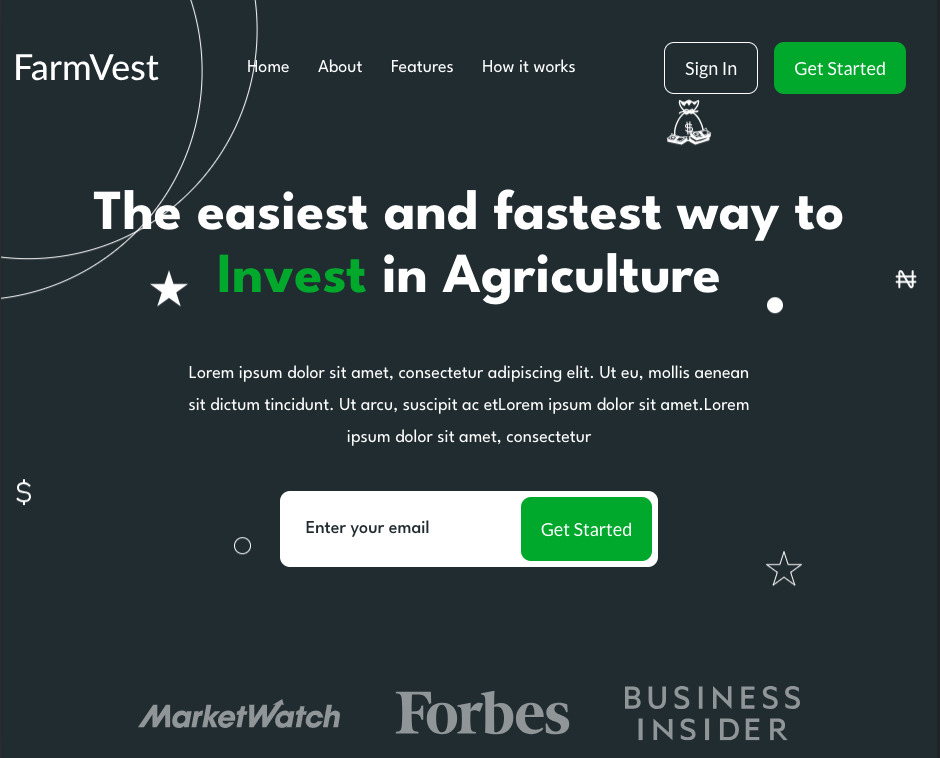 FarmVest
Home About Features How it works
Sign In
Get Started
The easiest and fastest way to
Invest in Agriculture
₦
Lorem ipsum dolor sit amet, consectetur adipiscing elit. Ut eu, mollis aenean
sit dictum tincidunt. Ut arcu, suscipit ac etLorem ipsum dolor sit amet.Lorem
ipsum dolor sit amet, consectetur
$
Enter your email
Get Started
MarketWatch
Forbes
BUSINESS
INSIDER